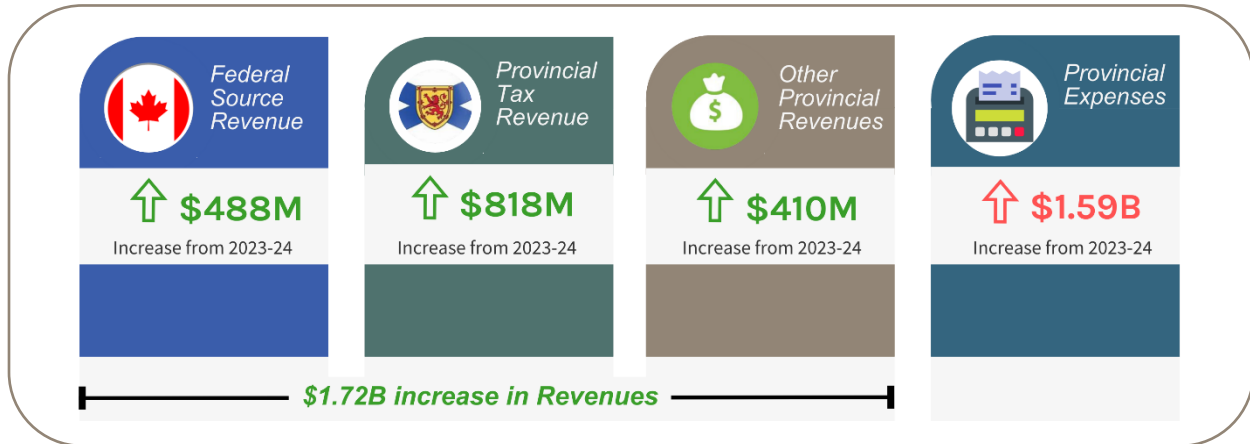 Federal
Source
Revenue
$488M
Increase from 2023-24
Provincial
Tax
Revenue
$818M
Increase from 2023-24
Other
Provincial
Revenues
$
$410M
Increase from 2023-24
Provincial
Expenses
$1.59B
Increase from 2023-24
$1.72B increase in Revenues